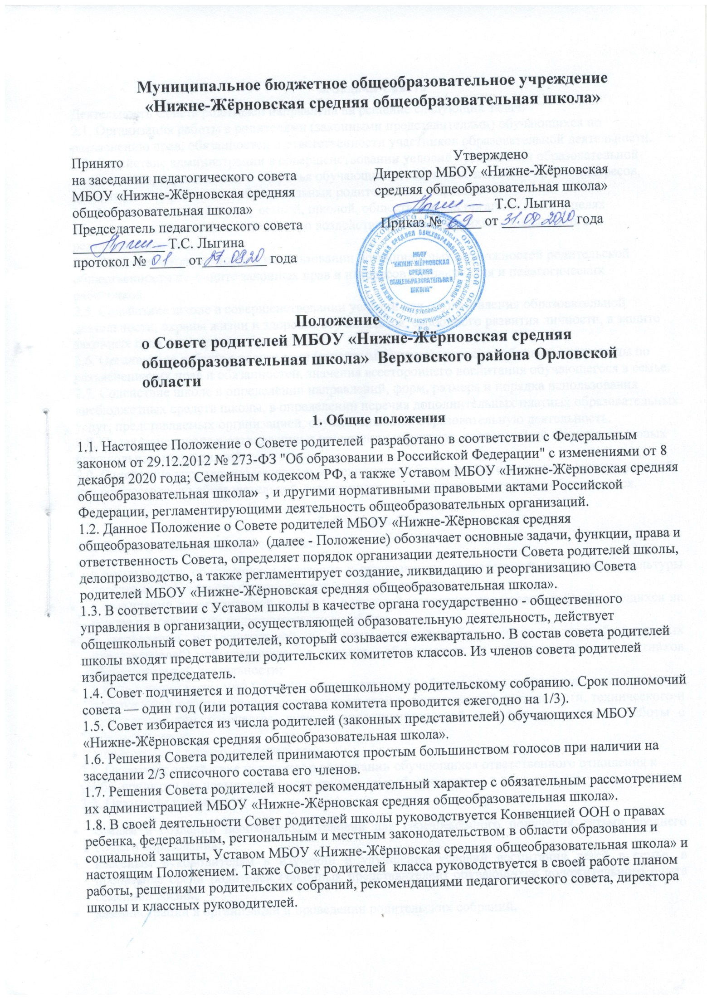 Муниципальное бюджетное общеобразовательное учреждение
«Нижне-Жёрновская средняя общеобразовательная школа»
Принято
на заседании педагогического совета
МБОУ «Нижне-Жёрновская средняя
общеобразовательная школа»
Председатель педагогического совета
Т.С. Лыгина
протокол № 01 от 27.08.20 года
Утверждено
Директор МБОУ «Нижне-Жёрновская
средняя общеобразовательная школа»
Т.С. Лыгина
Приказ № 69 от 31.08 2020 года
МБОУ
"НИЖНЕ-ЖЁРНОВСКАЯ
СРЕДНЯЯ
ОБЩЕОБРАЗОВАТЕЛЬНАЯ
ШКОЛА"
Положение
о Совете родителей МБОУ «Нижне-Жёрновская средняя
общеобразовательная школа» Верховского района Орловской
области
1. Общие положения
1.1. Настоящее Положение о Совете родителей разработано в соответствии с Федеральным
законом от 29.12.2012 № 273-ФЗ "Об образовании в Российской Федерации" с изменениями от 8
декабря 2020 года; Семейным кодексом РФ, а также Уставом МБОУ «Нижне-Жёрновская средняя
общеобразовательная школа» , и другими нормативными правовыми актами Российской
Федерации, регламентирующими деятельность общеобразовательных организаций.
1.2. Данное Положение о Совете родителей МБОУ «Нижне-Жёрновская средняя
общеобразовательная школа» (далее - Положение) обозначает основные задачи, функции, права и
ответственность Совета, определяет порядок организации деятельности Совета родителей школы,
делопроизводство, а также регламентирует создание, ликвидацию и реорганизацию Совета
родителей МБОУ «Нижне-Жёрновская средняя общеобразовательная школа».
1.3. В соответствии с Уставом школы в качестве органа государственно - общественного
управления в организации, осуществляющей образовательную деятельность, действует
общешкольный совет родителей, который созывается ежеквартально. В состав совета родителей
школы входят представители родительских комитетов классов. Из членов совета родителей
избирается председатель.
1.4. Совет подчиняется и подотчётен общешкольному родительскому собранию. Срок полномочий
совета — один год (или ротация состава комитета проводится ежегодно на 1/3).
1.5. Совет избирается из числа родителей (законных представителей) обучающихся МБОУ
«Нижне-Жёрновская средняя общеобразовательная школа».
1.6. Решения Совета родителей принимаются простым большинством голосов при наличии на
заседании 2/3 списочного состава его членов.
1.7. Решения Совета родителей носят рекомендательный характер с обязательным рассмотрением
их администрацией МБОУ «Нижне-Жёрновская средняя общеобразовательная школа».
1.8. В своей деятельности Совет родителей школы руководствуется Конвенцией ООН о правах
ребенка, федеральным, региональным и местным законодательством в области образования и
социальной защиты, Уставом МБОУ «Нижне-Жёрновская средняя общеобразовательная школа» и
настоящим Положением. Также Совет родителей класса руководствуется в своей работе планом
работы, решениями родительских собраний, рекомендациями педагогического совета, директора
школы и классных руководителей.